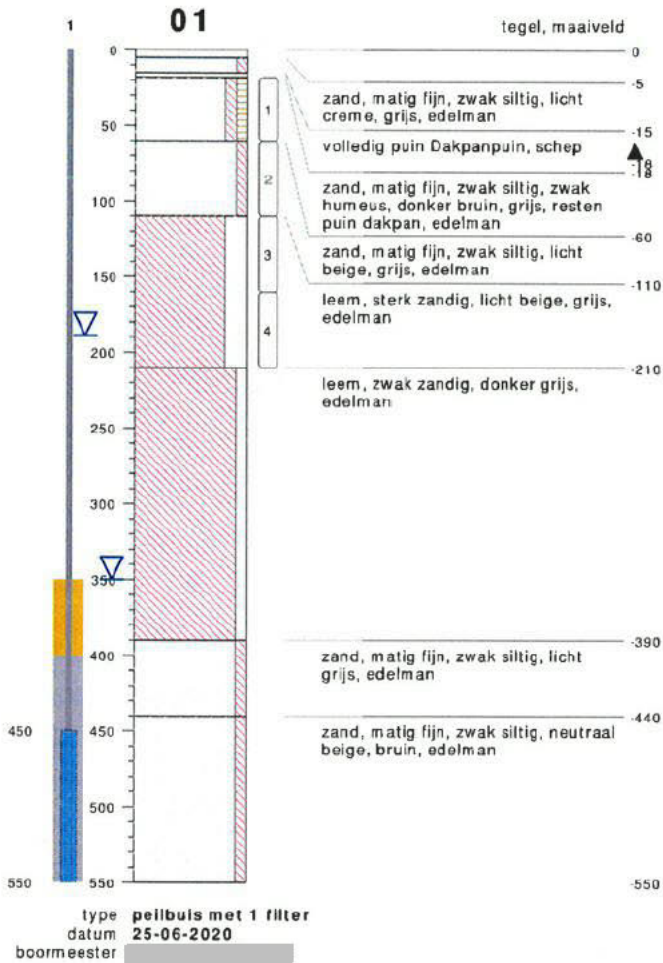 1
01
tegel, maaiveld
0
0
-5
zand, matig fijn, zwak siltig, licht
creme, grijs, edelman
-15
volledig puin Dakpanpuin, schep
-16
-18
zand, matig fijn, zwak siltig, zwak
humeus, donker bruin, grijs, resten
puin dakpan, edelman
-60
zand, matig fijn, zwak siltig, licht
beige, grijs, edelman
-110
leem, sterk zandig, licht beige, grijs,
edelman
-210
leem, zwak zandig, donker grijs,
edelman
-390
zand, matig fijn, zwak siltig, licht
grijs, edelman
-440
zand, matig fijn, zwak siltig, neutraal
beige, bruin, edelman
-550
50
100
150
200
250
300
350
400
450
500
550
1
2
3
4
450
550
type peilbuis met 1 filter
datum 25-06-2020
boormeester